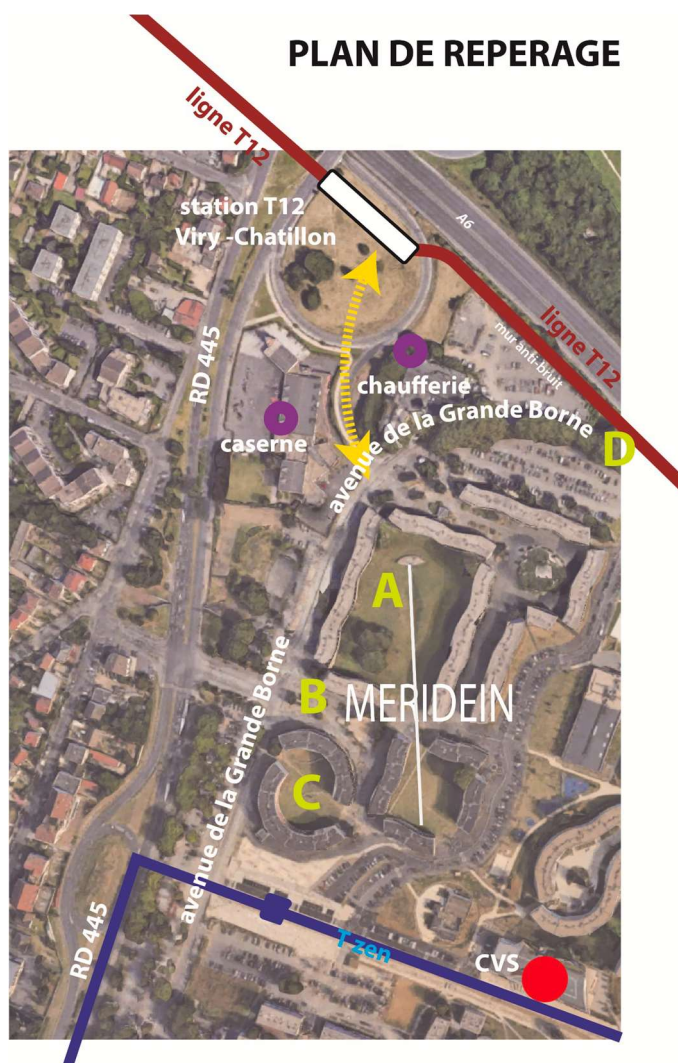 PLAN DE REPERAGE
ligne T12
station T12
Viry -Chatillon
A6
ligne T12
mur anti-bruit
RD 445
chaufferie
caserne
avenue de la Grande Borne
D
A
B
MERIDEIN
C
avenue de la Grande Borne
RD 445
T zen
CVS